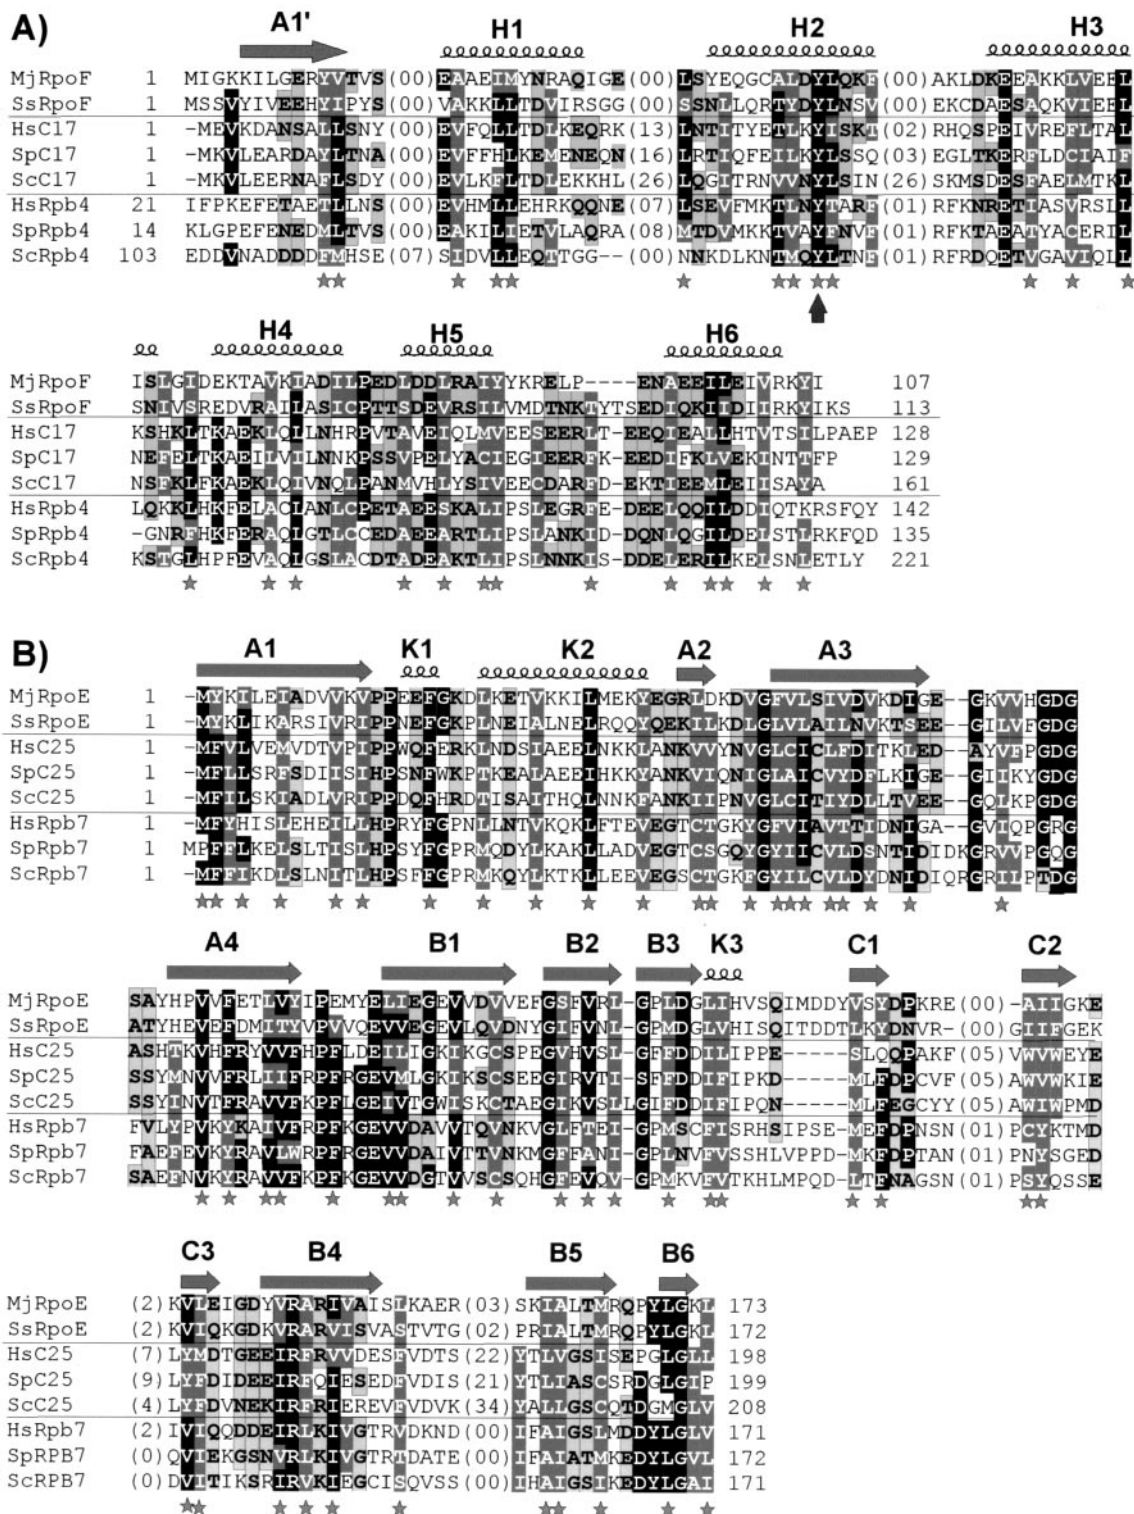 A)
A1' H1 H2 H3
MjRpoF 1 MIGKKILGERYVTVS(00)EAAEIMYNRAQIGE(00)LSYEQGCALDYLQKF(00)AKLDKEEAKKLVEEL
SsRpoF 1 MSSVYIVEEHYIPYS(00)VAKKLLTDVIRSGG(00)SSNLLQRTYDYLNSV(00)EKCDAESAQKVIEEL
HsC17 1 -MEVKDANSALLSNY(00)EVFQLLTDLKEQRK(13)LNTITYETLKYISKT(02)RHQSPEIVREFLTAL
SpC17 1 -MKVLEARDAYLTNA(00)EVFFHLKEMENEQN(16)LRTIQFEILKYLSSQ(03)EGLTKERFLDCIAIF
ScC17 1 -MKVLEERNAFLSDY(00)EVLKFLTDLEKKHL(26)LQGITRNVVNYLSIN(26)SKMSDESFAELMTKL
HsRpb4 21 IFPKEFETAETLLNS(00)EVHMLLEHRKQQNE(07)LSEVFMKTLNYTARF(01)RFKNRETIASVRSLL
SpRpb4 14 KLGPEFENEDMLTVS(00)EAKILIETVLAQRA(08)MTDVMKKTVAYFNVF(01)RFKTAEATYACERIL
ScRpb4 103 EDDVNADDDDFMHSE(07)SIDVLLEQTTGG--(00)NNKDLKNTMQYLTNF(01)RFRDQETVGAVIQLL
H4 H5 H6
MjRpoF ISLGIDEKTAVKIADILPEDLDDLRAIYYKRELP----ENAEEILEIVRKYI 107
SsRpoF SNIVSREDVRAILASICPTTSDEVRSILVMDTNKTYTSEDIQKIIDIIRKYIKS 113
HsC17 KSHKLTKAEKLQLLNHRPVTAVEIQLMVEESEERLT-EEQIEALLHTVTSILPAEP 128
SpC17 NEFELTKAEILVILNNKPSSVPELYACIEGIEERFK-EEDIFKLVEKINTTFP 129
ScC17 NSFKLFKAEKLQIVNQLPANMVHLYSIVEECDARFD-EKTIEEMLEIISAYA 161
HsRpb4 LQKKLHKFELACLANLCPETAEESKALIPSLEGRFE-DEELQQILDDIQTKRSFQY 142
SpRpb4 -GNRFHKFERAQLGTLCCEDAEEARTLIPSLANKID-DQNIQGILDELSTLRKFQD 135
ScRpb4 KSTGLHPFEVAQLGSLACDTADEAKTLIPSLNNKIS-DDELERILKELSNLETLY 221
B)
A1 K1 K2 A2 A3
MjRpoE 1 -MYKILEIADVVKVPPEEFGKDLKETVKKILMEKYEGRLDKDVGFVLSIVDVKDIGE--GKVVHGDG
SsRpoE 1 -MYKLIKARSIVRIPPNEFGKPLNEIALNELRQQYQEKILKDLGLVLAILNVKTSEE--GILVFGDG
HsC25 1 -MFVLVEMVDTVPIPPWQFERKLNDSIAEELNKKLANKVVYNVGLCICLFDITKLED--AYVFPGDG
SpC25 1 -MFLLSRFSDIISIHPSNFWKPTKEALAEEIHKKYANKVIQNIGLAICVYDFLKIGE--GIIKYGDG
ScC25 1 -MFILSKIADLVRIPPDQFHRDTISAITHQLNNKFANKIIPNVGLCITIYDLLTVEE--GQLKPGDG
HsRpb7 1 -MFYHISLEHEILLHPRYFGPNLLNTVKQKLFTEVEGTCTGKYGFVIAVTTIDNIGA--GVIQPGRG
SpRpb7 1 MPFFLKELSLTISLHPSYFGPRMQDYLKAKLLADVEGTCSGQYGYIICVLDSNTIDIDKGRVVPGQG
ScRpb7 1 -MFFIKDLSLNITLHPSFFGPRMKQYLKTKLLEEVEGSCTGKFGYILCVLDYDNIDIQRGRILPTDG
A4 B1 B2 B3 K3 C1 C2
MjRpoE SAYHPVVFETLVYIPEMYELIEGEVVDVVEFGSFVRL-GPLDGLIHVSQIMDDYVSYDPKRE(00)-AIIGKE
SsRpoE ATYHEVEFDMITYVPVVQEVVEGEVLQVDNYGIFVNL-GPMDGLVHISQITDDTLKYDNVR-(00)-GIIFGEK
HsC25 ASHTKVHFRYVVFHPFLDEILIGKIKGCSPEGVHVSL-GFFDDILIPPE-----SLQQPAKF(05)VWVWEYE
SpC25 SSYMNVVFRLIIFRPFRGEVMLGKIKSCSEEGIRVTI-SFFDDIFIPKD-----MLFDPCVF(05)AWVWKIE
ScC25 SSYINVTFRAVVFKPFLGEIVTGWISKCTAEGIKVSLLGIFDDIFIPQN-----MLFEGCYY(05)AWIWPMD
HsRpb7 FVLYPVKYKAIVFRPFKGEVVDAVVTQVNKVGLFTEI-GPMSCFISRHSIPSE-MEFDPNSN(01)PCYKTMD
SpRpb7 FAEFEVKYRAVLWRPFRGEVVDAIVTTVNKMGFFANI-GPLNVFVSSHLVPPD-MKFDPTAN(01)PNYSGED
ScRpb7 SAEFNVKYRAVVFKPFKGEVVDGTVVSCSQHGFEVQV-GPMKVFVTKHLMPQD-LTFNAGSN(01)PSYQSSE
C3 B4 B5 B6
MjRpoE (2)KVLEIGDYVRARIVAISLKAER(03)SKIALTMRQPYLGKL 173
SsRpoE (2)KVIQKGDKVRARVISVASTVTG(02)PRIALTMRQPYLGKL 172
HsC25 (7)LYMDTGEEIRFRVVDESFVDTS(22)YTLVGSISEPGLGLL 198
SpC25 (9)LYFDIDEEIRFQIESEDFVDIS(21)YTLIASCSRDGLGIP 199
ScC25 (4)LYFDVNEKIRFRIEREVFVDVK(34)YALLGSCQTDGMGLV 208
HsRpb7 (2)IVIQQDDEIRLKIVGTRVDKND(00)IFAIGSLMDDYLGLV 171
SpRPB7 (0)QVIEKGSNVRLKIVGTRTDATE(00)IFAIATMKEDYLGVL 172
ScRPB7 (0)DVLTIKSRIRVKIEGCISQVSS(00)IHAIGSIKEDYLGAI 171